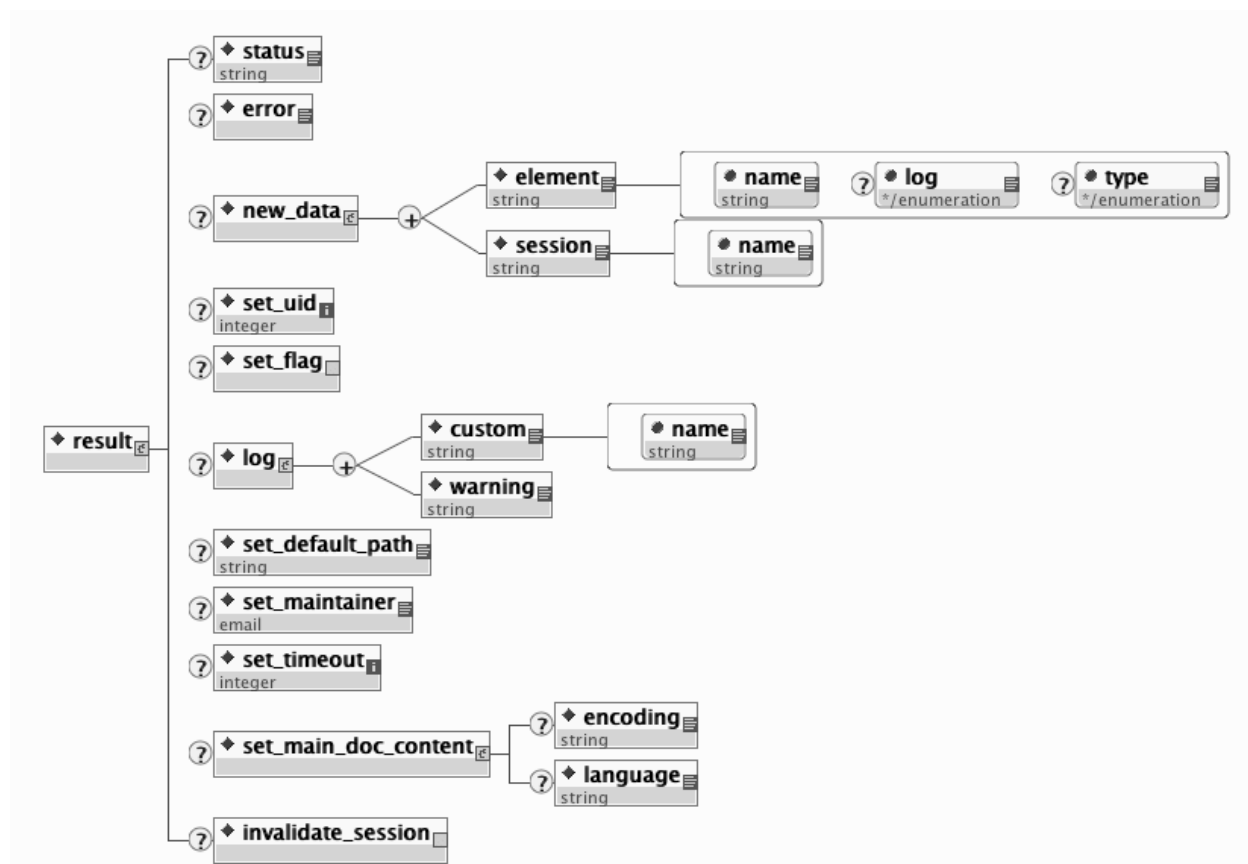 ? status
string
? error
? new_data
+
element
string
name
string
? log
*/enumeration
? type
*/enumeration
session
string
name
string
? set_uid
i
integer
? set_flag
result
? log
+
custom
string
name
string
warning
string
? set_default_path
string
? set_maintainer
email
? set_timeout
i
integer
? set_main_doc_content
? encoding
string
? language
string
? invalidate_session